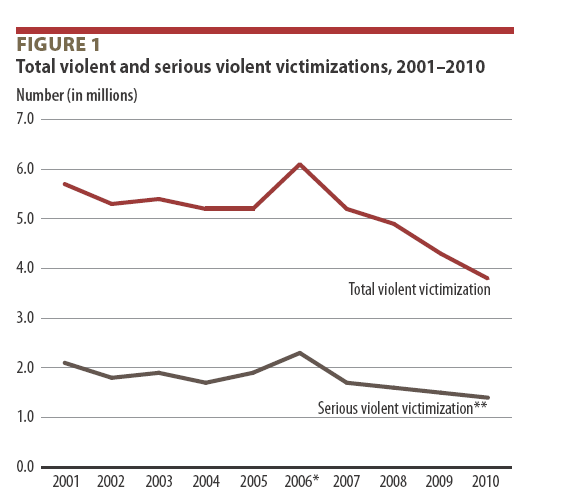 FIGURE 1
Total violent and serious violent victimizations, 2001–2010
Number (in millions)
7.0
6.0
5.0
4.0
Total violent victimization
3.0
2.0
Serious violent victimization**
1.0
0.0
2001 2002 2003 2004 2005 2006* 2007 2008 2009 2010